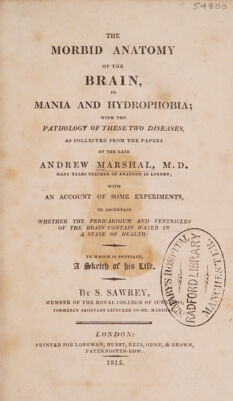 54800
THE
MORBID ANATOMY
OF THE
BRAIN,
IN
MANIA AND HYDROPHOBIA;
WITH THE
PATHOLOGY OF THESE TWO DISEASES,
AS COLLECTED FROM THE PAPERS
OF THE LATE
ANDREW MARSHAL, M.D.
MANY YEARS TEACHER OF ANATOMY IN LONDON;
WITH
AN ACCOUNT OF SOME EXPERIMENTS,
TO ASCERTAIN
WHETHER THE PERICARDIUM AND VENTRICLES
OF THE BRAIN CONTAIN WATER IN
A STATE OF HEALTH:
TO WHICH IS PREFIXED,
A Sketch of his Life.
By S. SAWREY,
MEMBER OF THE ROYAL COLLEGE OF
FORMERLY ASSISTANT LECTURER TO DR.
ST MARY'S HOSPITAL
RADFORD LIBRARY
MANCHESTER
LONDON:
PRINTED FOR LONGMAN, HURST, REES, ORME, & BROWN,
PATERNOSTER-ROW.
1815.